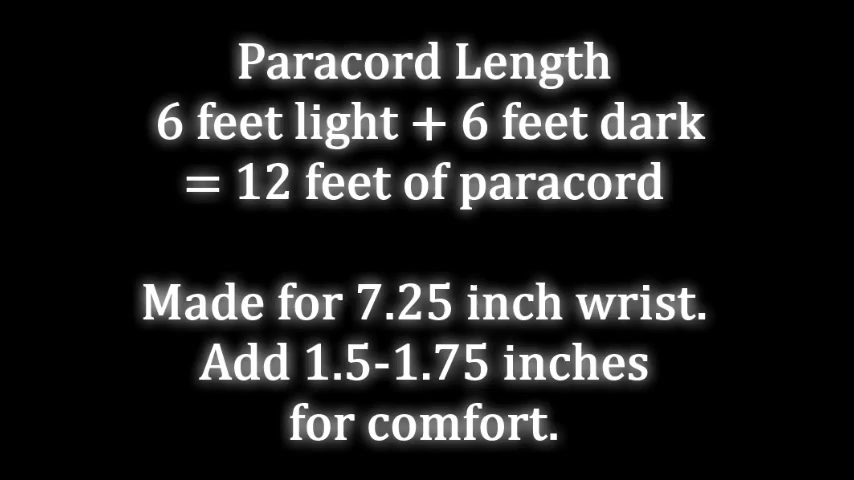 Paracord Length
6 feet light + 6 feet dark
= 12 feet of paracord
Made for 7.25 inch wrist.
Add 1.5-1.75 inches
for comfort.